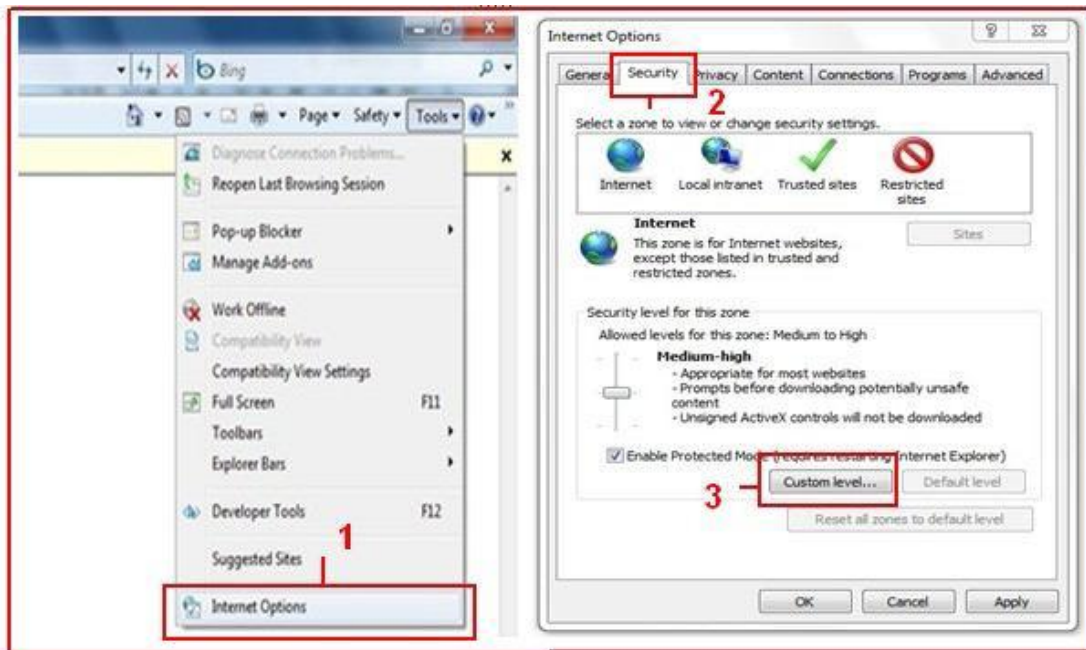 Bing
Page Safety Tools
Diagnose Connection Problems...
Reopen Last Browsing Session
Pop-up Blocker
Manage Add-ons
Work Offline
Compatibility View
Compatibility View Settings
Full Screen F11
Toolbars
Explorer Bars
Developer Tools F12
1
Suggested Sites
Internet Options
Internet Options
General Security Privacy Content Connections Programs Advanced
2
Select a zone to view or change security settings.
Internet Local intranet Trusted sites Restricted
sites
Internet
Sites
This zone is for Internet websites,
except those listed in trusted and
restricted zones.
Security level for this zone
Allowed levels for this zone: Medium to High
Medium-high
- Appropriate for most websites
- Prompts before downloading potentially unsafe
content
- Unsigned ActiveX controls will not be downloaded
Enable Protected Mode (requires restarting Internet Explorer)
3
Custom level... Default level
Reset all zones to default level
OK Cancel Apply